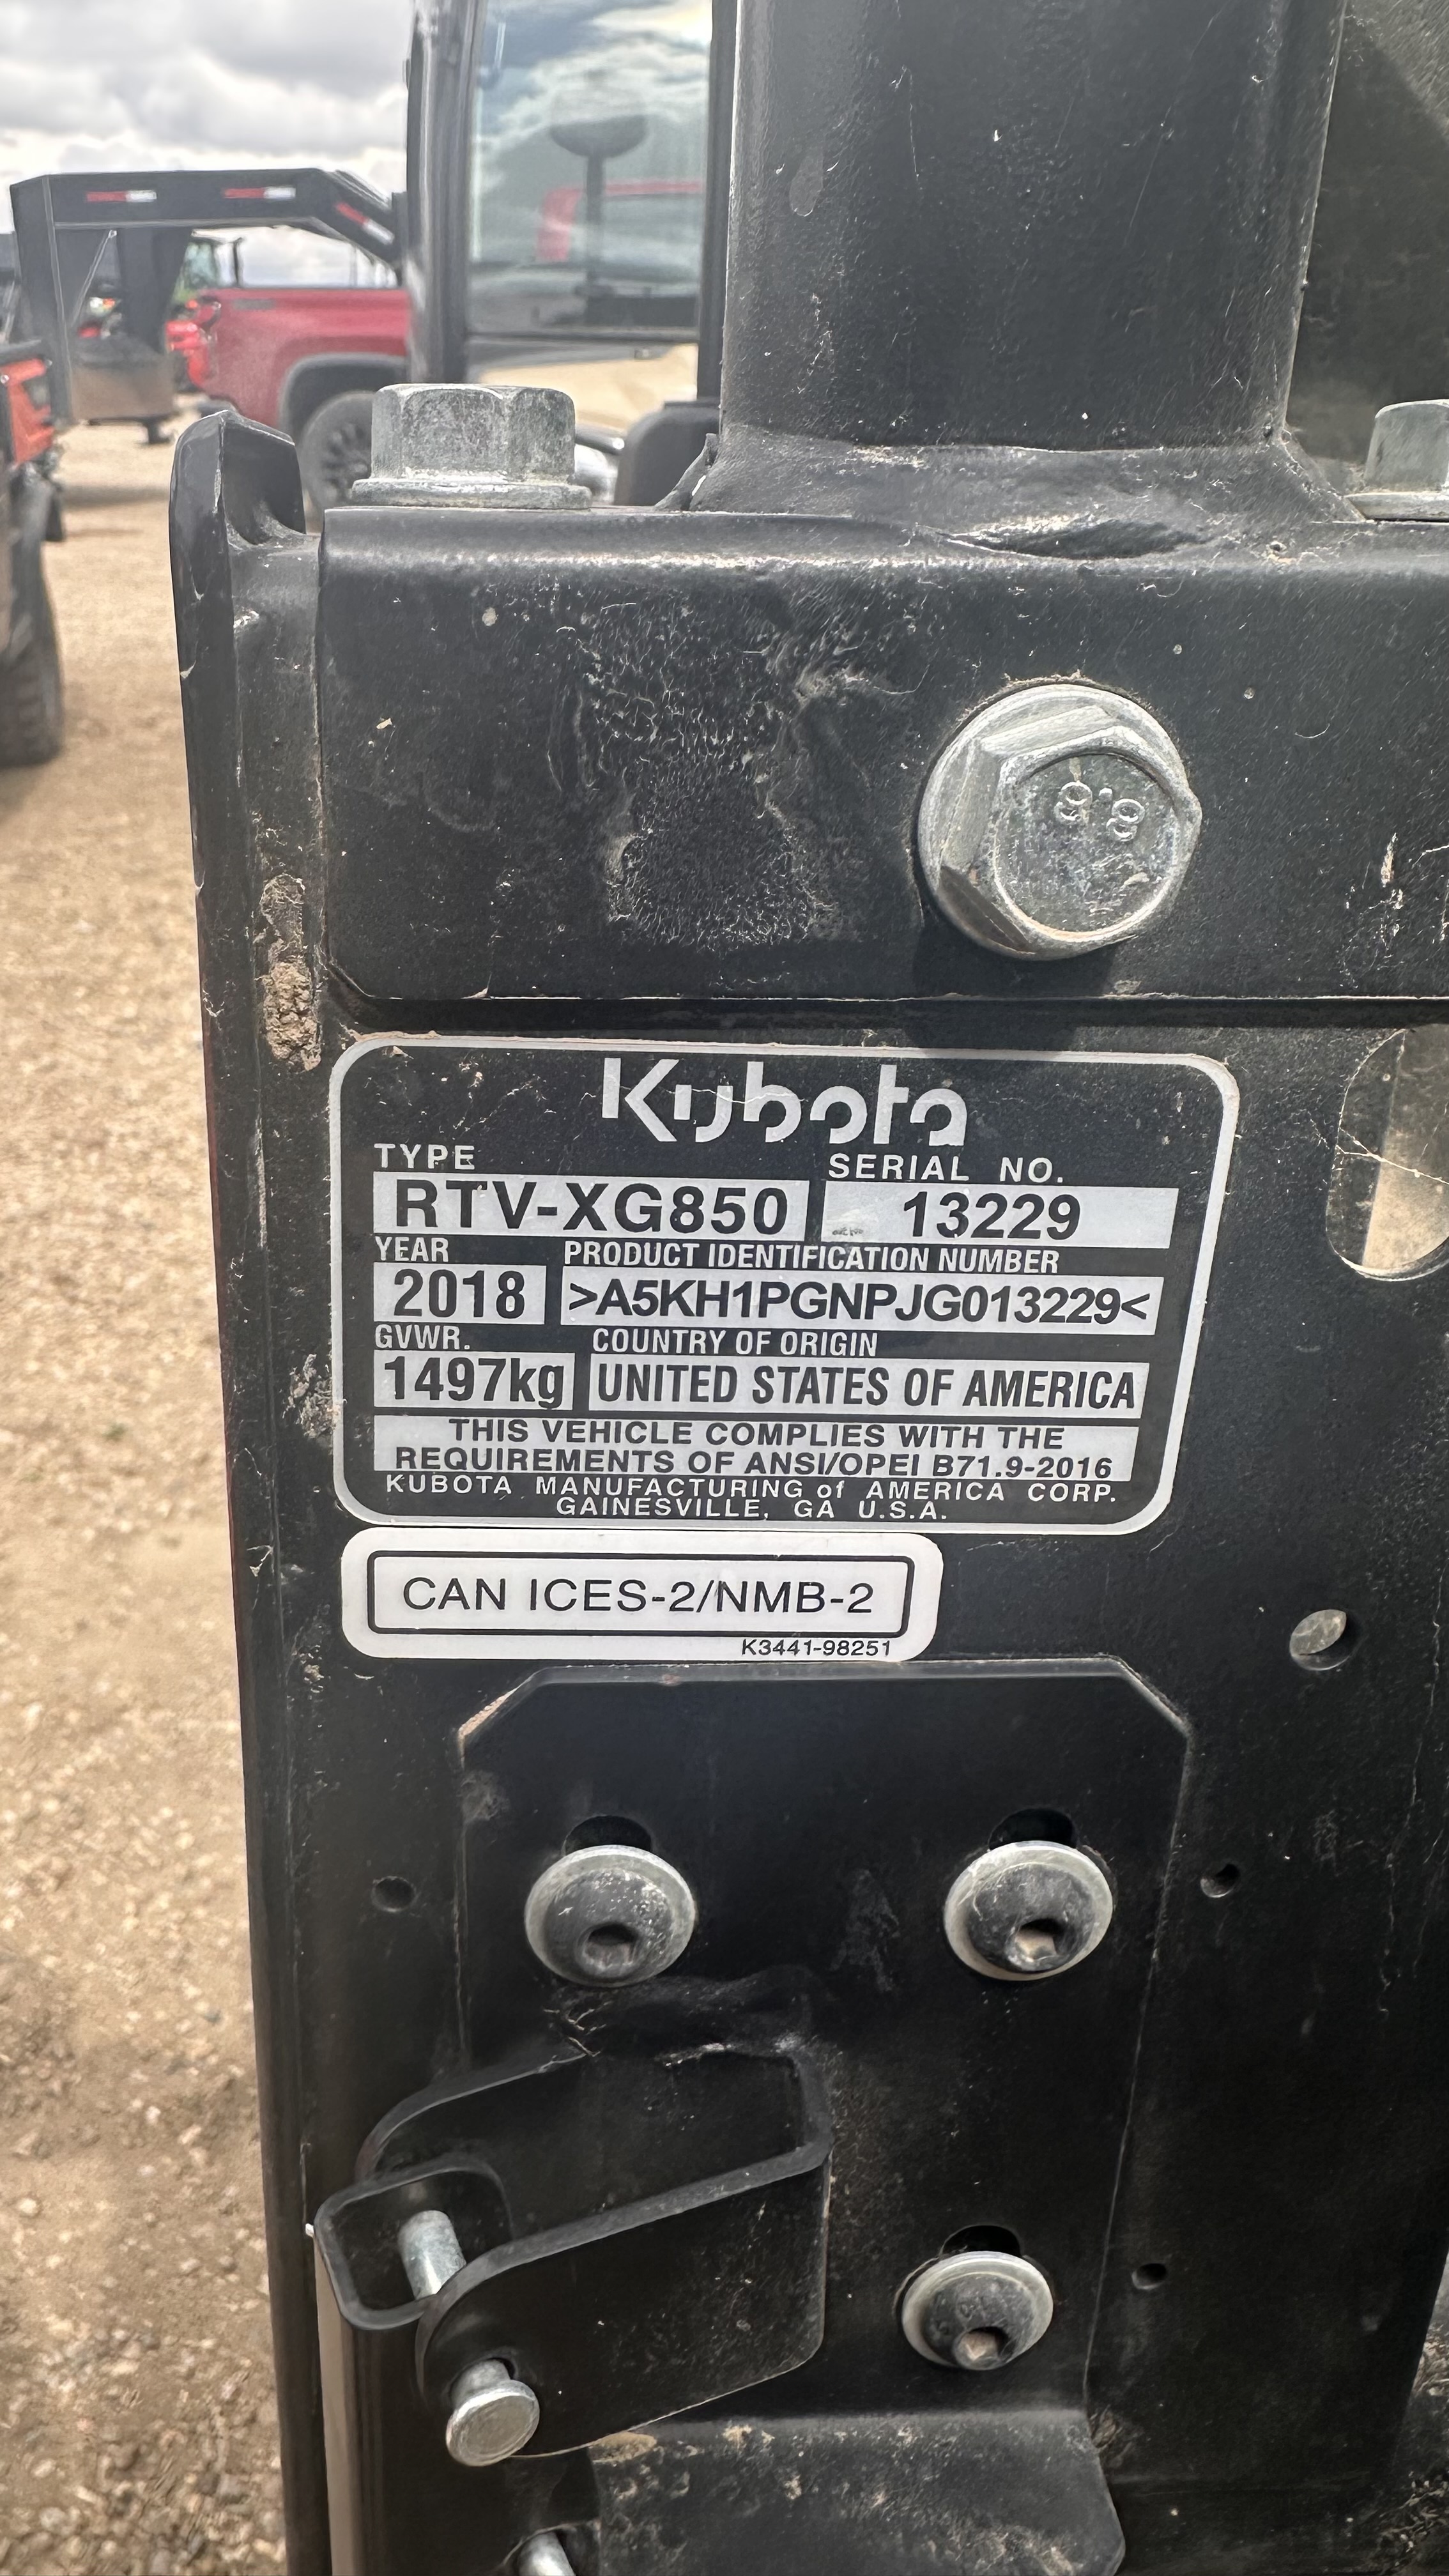 8.8
Kubota
TYPE SERIAL NO.
RTV-XG850 13229
YEAR PRODUCT IDENTIFICATION NUMBER
2018 >A5KH1PGNPJG013229<
GVWR. COUNTRY OF ORIGIN
1497kg UNITED STATES OF AMERICA
THIS VEHICLE COMPLIES WITH THE
REQUIREMENTS OF ANSI/OPEI B71.9-2016
KUBOTA MANUFACTURING of AMERICA CORP.
GAINESVILLE, GA U.S.A.
CAN ICES-2/NMB-2
K3441-98251